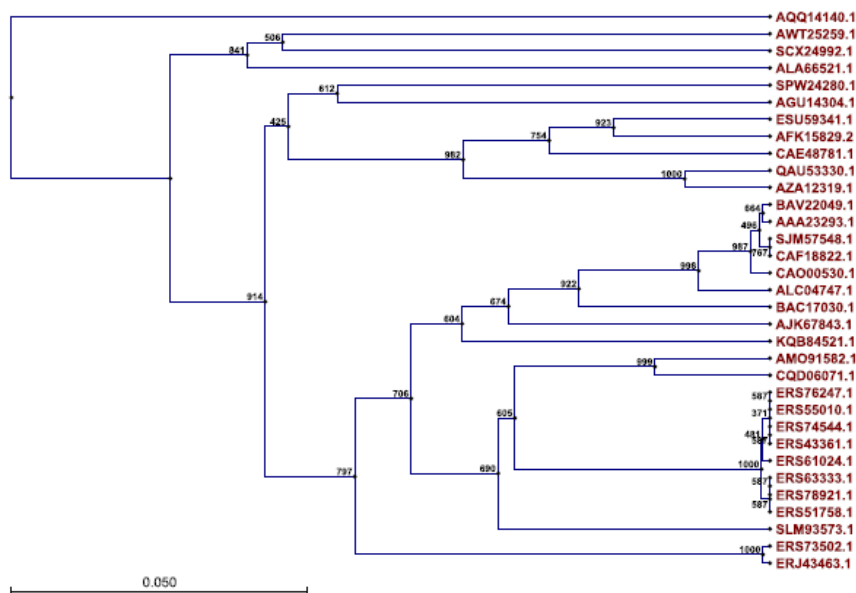 AQQ14140.1
AWT25259.1
506
841
SCX24992.1
ALA66521.1
SPW24280.1
612
AGU14304.1
425
ESU59341.1
923
AFK15829.2
754
CAE48781.1
982
QAU53330.1
1000
AZA12319.1
BAV22049.1
664
AAA23293.1
496
SJM57548.1
987
767
CAF18822.1
998
CAO00530.1
922
ALC04747.1
914
674
BAC17030.1
604
AJK67843.1
KQB84521.1
999
AMO91582.1
CQD06071.1
706
587
ERS76247.1
605
371
ERS55010.1
ERS74544.1
481
ERS43361.1
1000
ERS61024.1
797
690
587
ERS63333.1
ERS78921.1
587
ERS51758.1
SLM93573.1
1000
ERS73502.1
ERJ43463.1
0.050